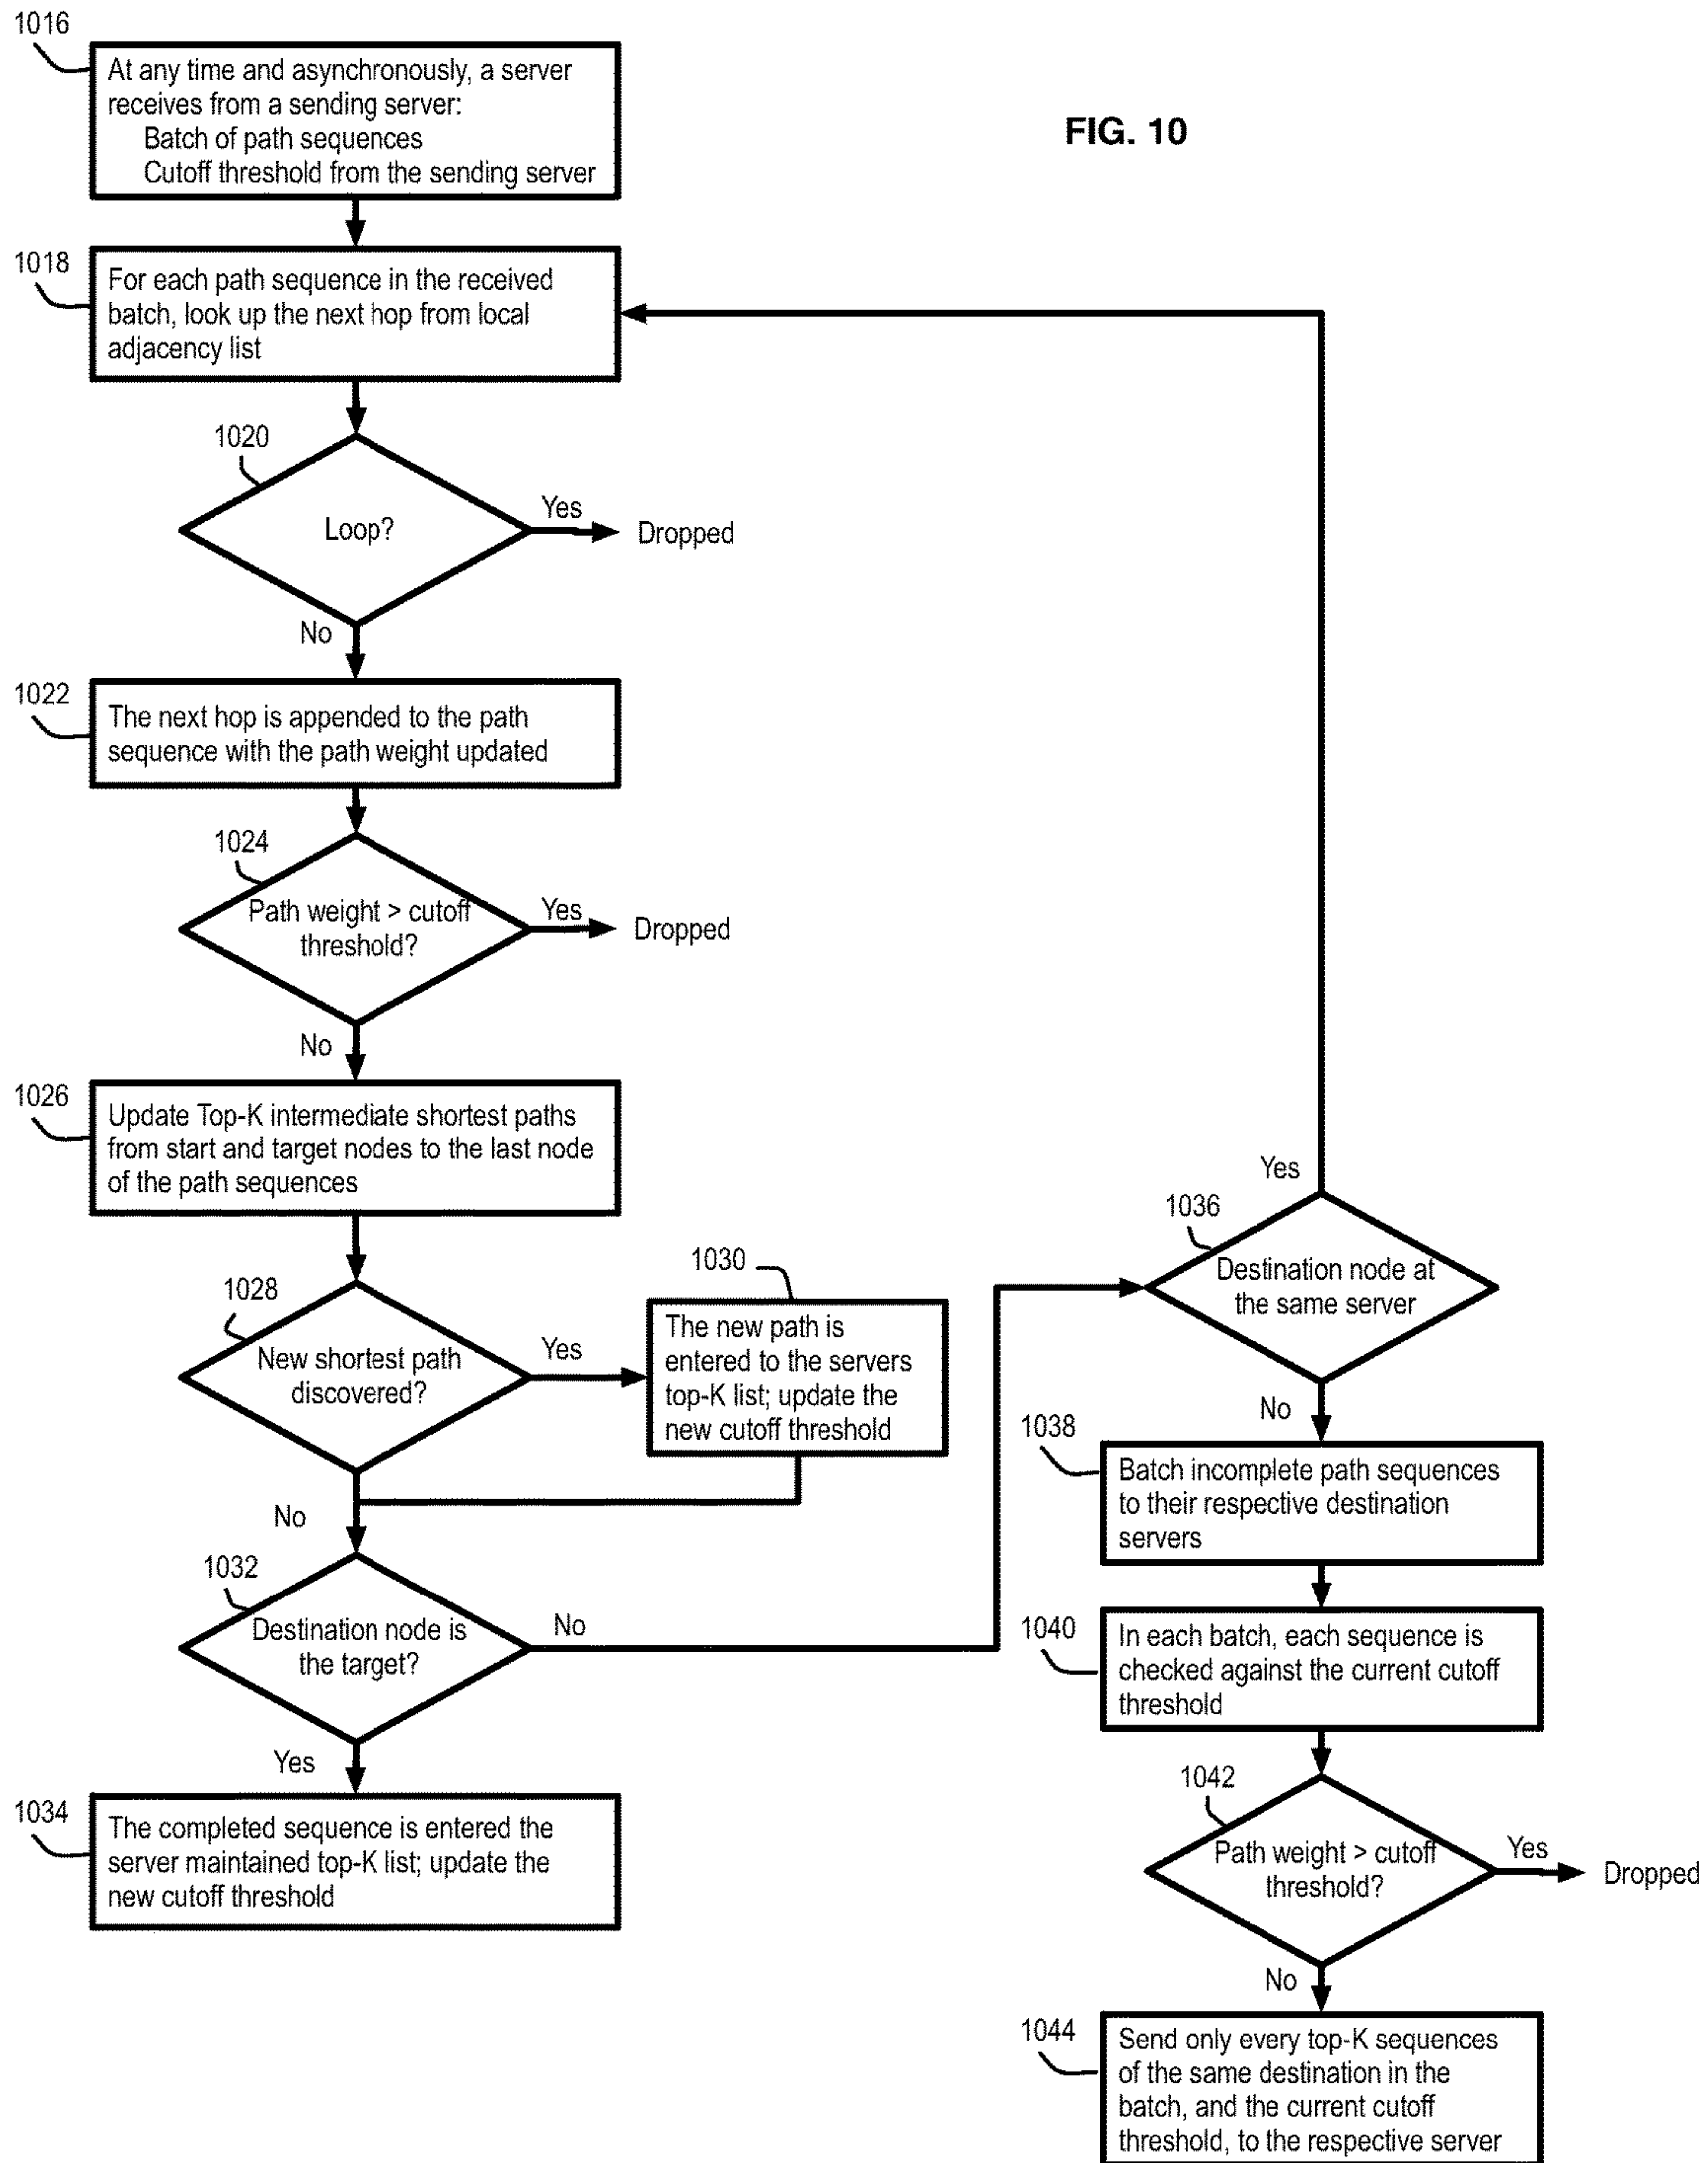 FIG. 10
1016
At any time and asynchronously, a server
receives from a sending server:
Batch of path sequences
Cutoff threshold from the sending server
1018
For each path sequence in the received
batch, look up the next hop from local
adjacency list
1020
Loop?
Yes
Dropped
No
1022
The next hop is appended to the path
sequence with the path weight updated
1024
Path weight > cutoff
threshold?
Yes
Dropped
No
1026
Update Top-K intermediate shortest paths
from start and target nodes to the last node
of the path sequences
1028
New shortest path
discovered?
Yes
1030
The new path is
entered to the servers
top-K list; update the
new cutoff threshold
No
1032
Destination node is
the target?
No
Yes
1034
The completed sequence is entered the
server maintained top-K list; update the
new cutoff threshold
1036
Destination node at
the same server
Yes
No
1038
Batch incomplete path sequences
to their respective destination
servers
1040
In each batch, each sequence is
checked against the current cutoff
threshold
1042
Path weight > cutoff
threshold?
Yes
Dropped
No
1044
Send only every top-K sequences
of the same destination in the
batch, and the current cutoff
threshold, to the respective server